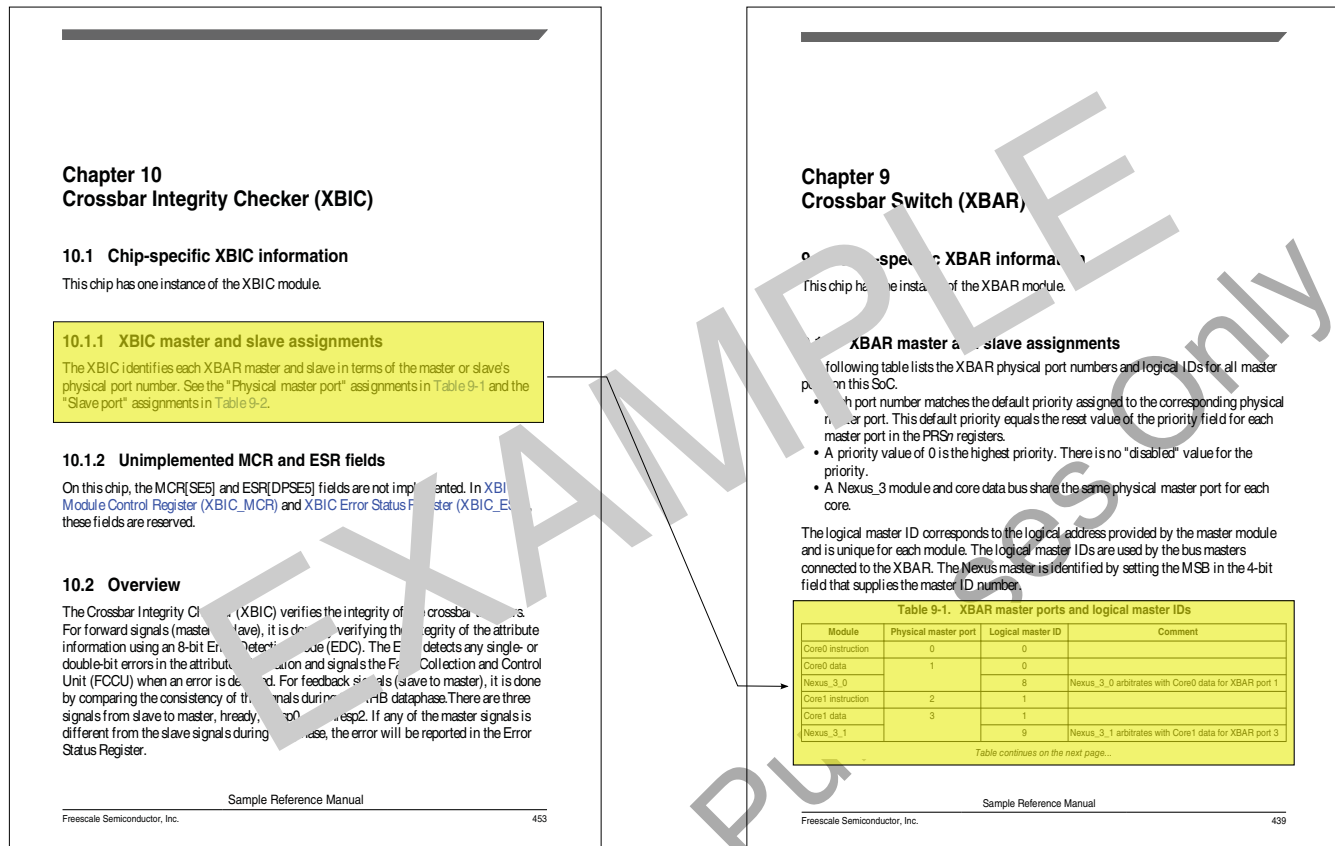 Chapter 10
Crossbar Integrity Checker (XBIC)
10.1 Chip-specific XBIC information
This chip has one instance of the XBIC module.
10.1.1 XBIC master and slave assignments
The XBIC identifies each XBAR master and slave in terms of the master or slave's
physical port number. See the "Physical master port" assignments in Table 9-1 and the
"Slave port" assignments in Table 9-2.
10.1.2 Unimplemented MCR and ESR fields
On this chip, the MCR[SE5] and ESR[DPSE5] fields are not In
Module Control Register (XBIC_MCR) and XBIC Error Status
these fields are reserved.
10.2 Overview
The Crossbar Integrity (XBIC) verifies the integrity of crossbar
For forward signals it is verifying the of the attribute
information using an 8-bit (EDC). The detects any single- or
double-bit errors in the attribute and signals the Collection and Control
Unit (FCCU) when an error is For feedback (slave to master), it is done
by comparing the consistency of during dataphase.There are three
signals from slave to master, hready, If any of the master signals is
different from the slave signals during the error will be reported in the Error
Status Register.
Sample Reference Manual
Freescale Semiconductor, Inc. 453
Chapter 9
Crossbar Switch (XBAR)
XBAR
This chip of the XBAR module.
XBAR master slave assignments
following table lists the XBAR physical port numbers and logical IDs for all master
on this SoC.
• port number matches the default priority assigned to the corresponding physical
port. This default priority equals the reset value of the priority field for each
master port in the PRSn registers.
• A priority value of 0 is the highest priority. There is no "disabled" value for the
priority.
• A Nexus_3 module and core data bus share the same physical master port for each
core.
The logical master ID corresponds to the logical address provided by the master module
and is unique for each module. The logical master IDs are used by the bus masters
connected to the XBAR. The Nexus master is identified by setting the MSB in the 4-bit
field that supplies the master ID number.
Table 9-1. XBAR master ports and logical master IDs
Module Physical master port Logical master ID Comment
Core0 instruction 0 0
Core0 data 1 0
Nexus_3_0 8 Nexus_3_0 arbitrates with Core0 data for XBAR port 1
Core1 instruction 2 1
Core1 data 3 1
Nexus_3_1 9 Nexus_3_1 arbitrates with Core1 data for XBAR port 3
Table continues on the next page...
Sample Reference Manual
Freescale Semiconductor, Inc. 439
EXAMPLE
Only